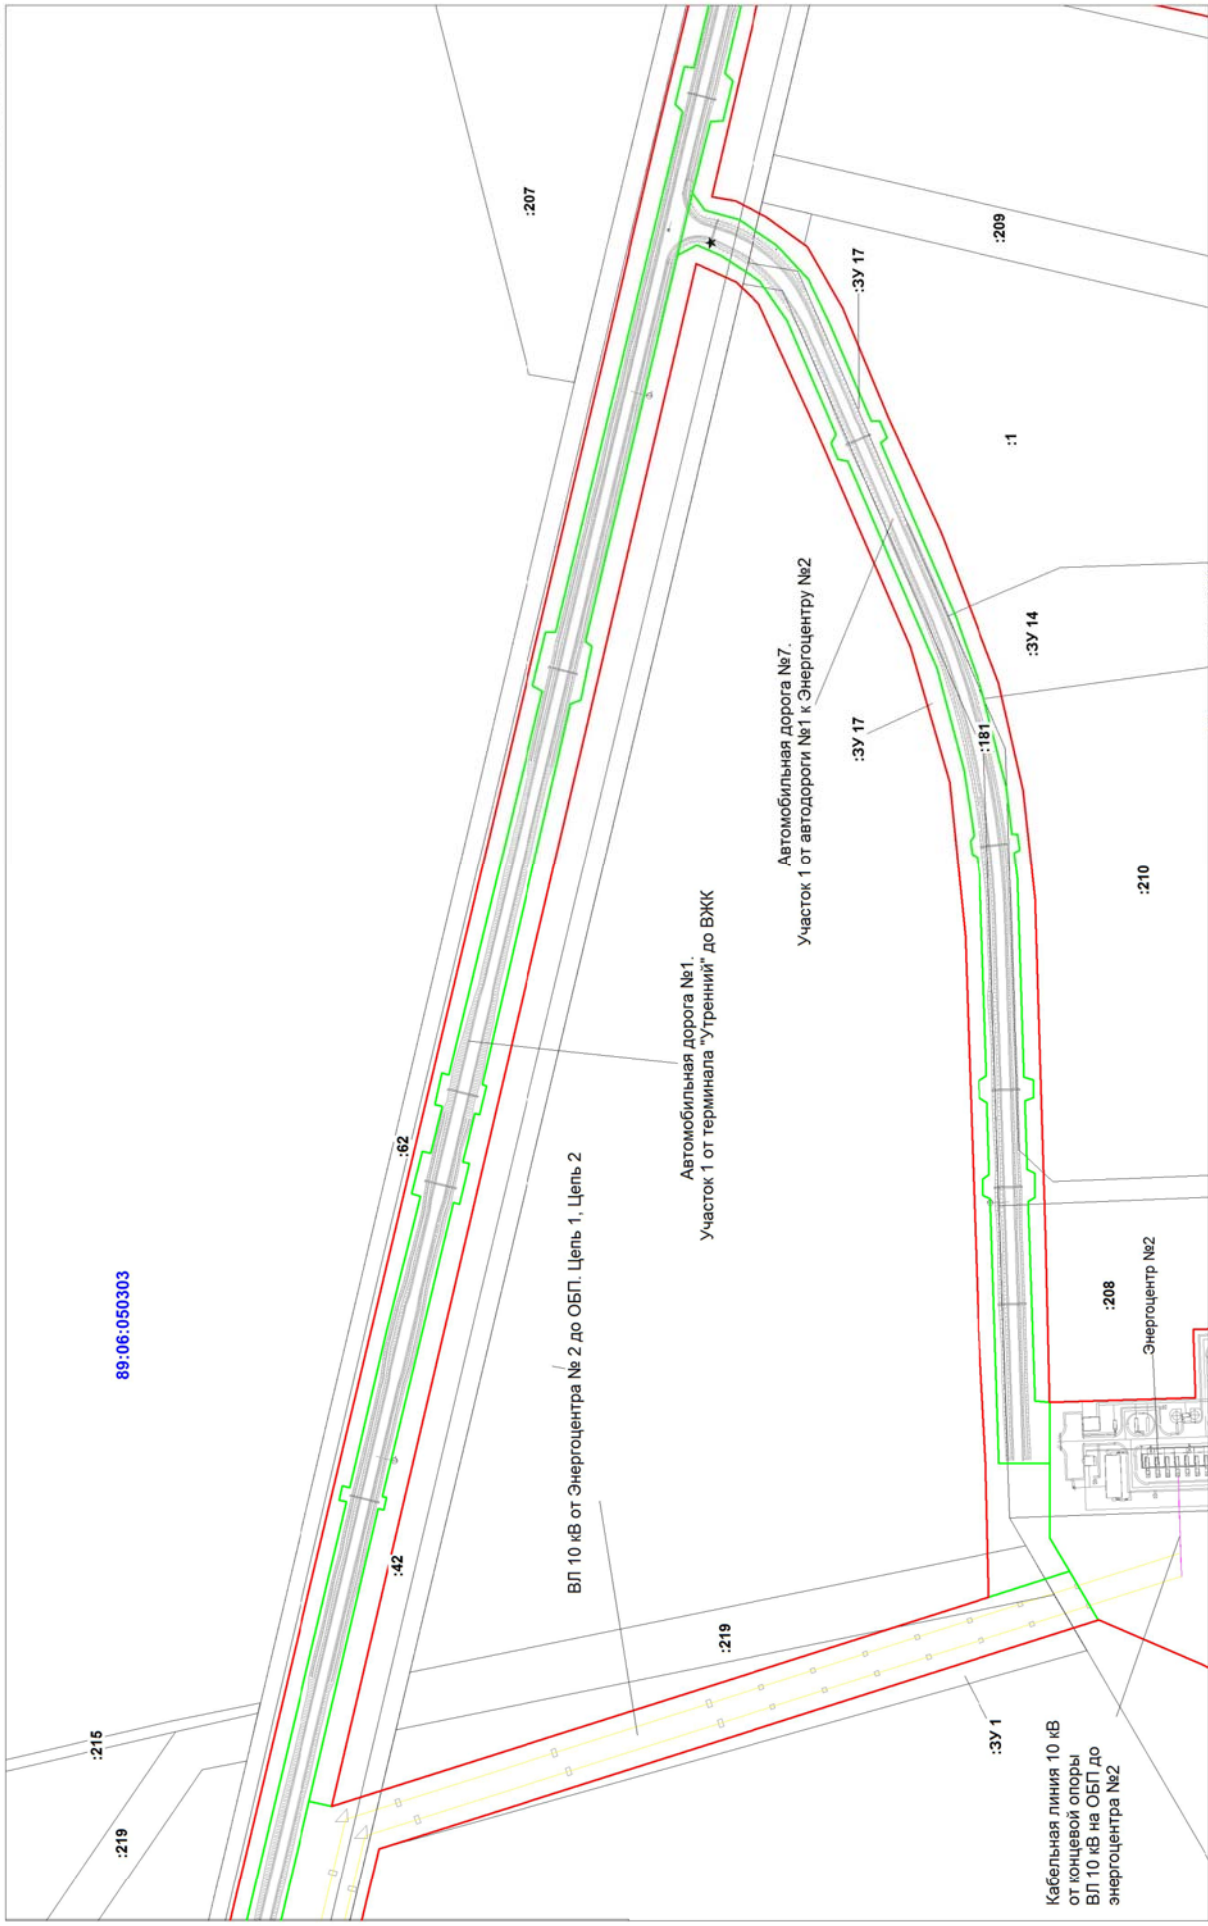 :215
:219
89:06:050303
:42
:62
:207
ВЛ 10 кВ от Энергоцентра № 2 до ОБП. Цепь 1, Цепь 2
Автомобильная дорога №1.
Участок 1 от терминала "Утренний" до ВЖК
:219
Автомобильная дорога №7.
Участок 1 от автодороги №1 к Энергоцентру №2
:ЗУ 17
:ЗУ 17
:181
:ЗУ 1
:209
:1
:ЗУ 14
Кабельная линия 10 кВ
от концевой опоры
ВЛ 10 кВ на ОБП до
энергоцентра №2
:208
:210
Энергоцентр №2